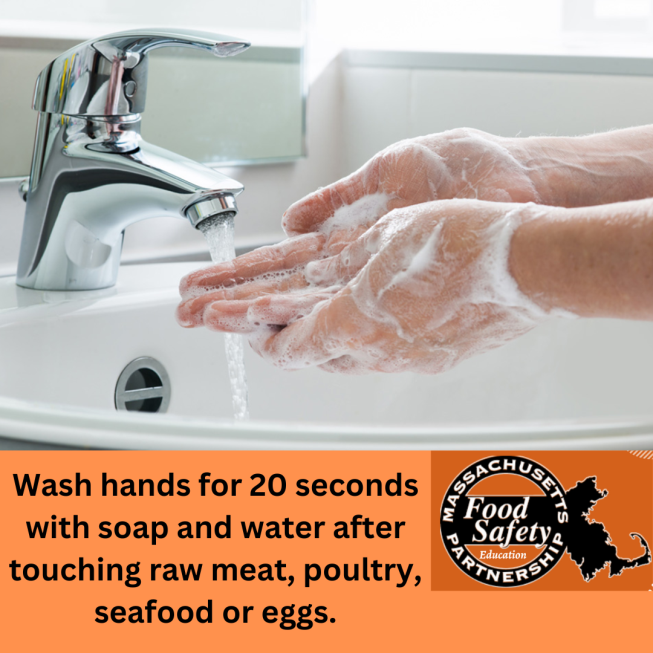 Wash hands for 20 seconds
with soap and water after
touching raw meat, poultry,
seafood or eggs.
MASSACHUSETTS
Food
Safety
Education
PARTNERSHIP